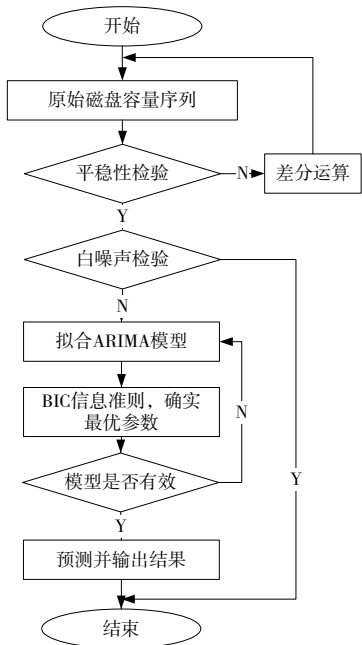 开始
原始磁盘容量序列
平稳性检验
N
差分运算
Y
白噪声检验
N
拟合ARIMA模型
BIC信息准则，确实
最优参数
N
模型是否有效
Y
Y
预测并输出结果
结束